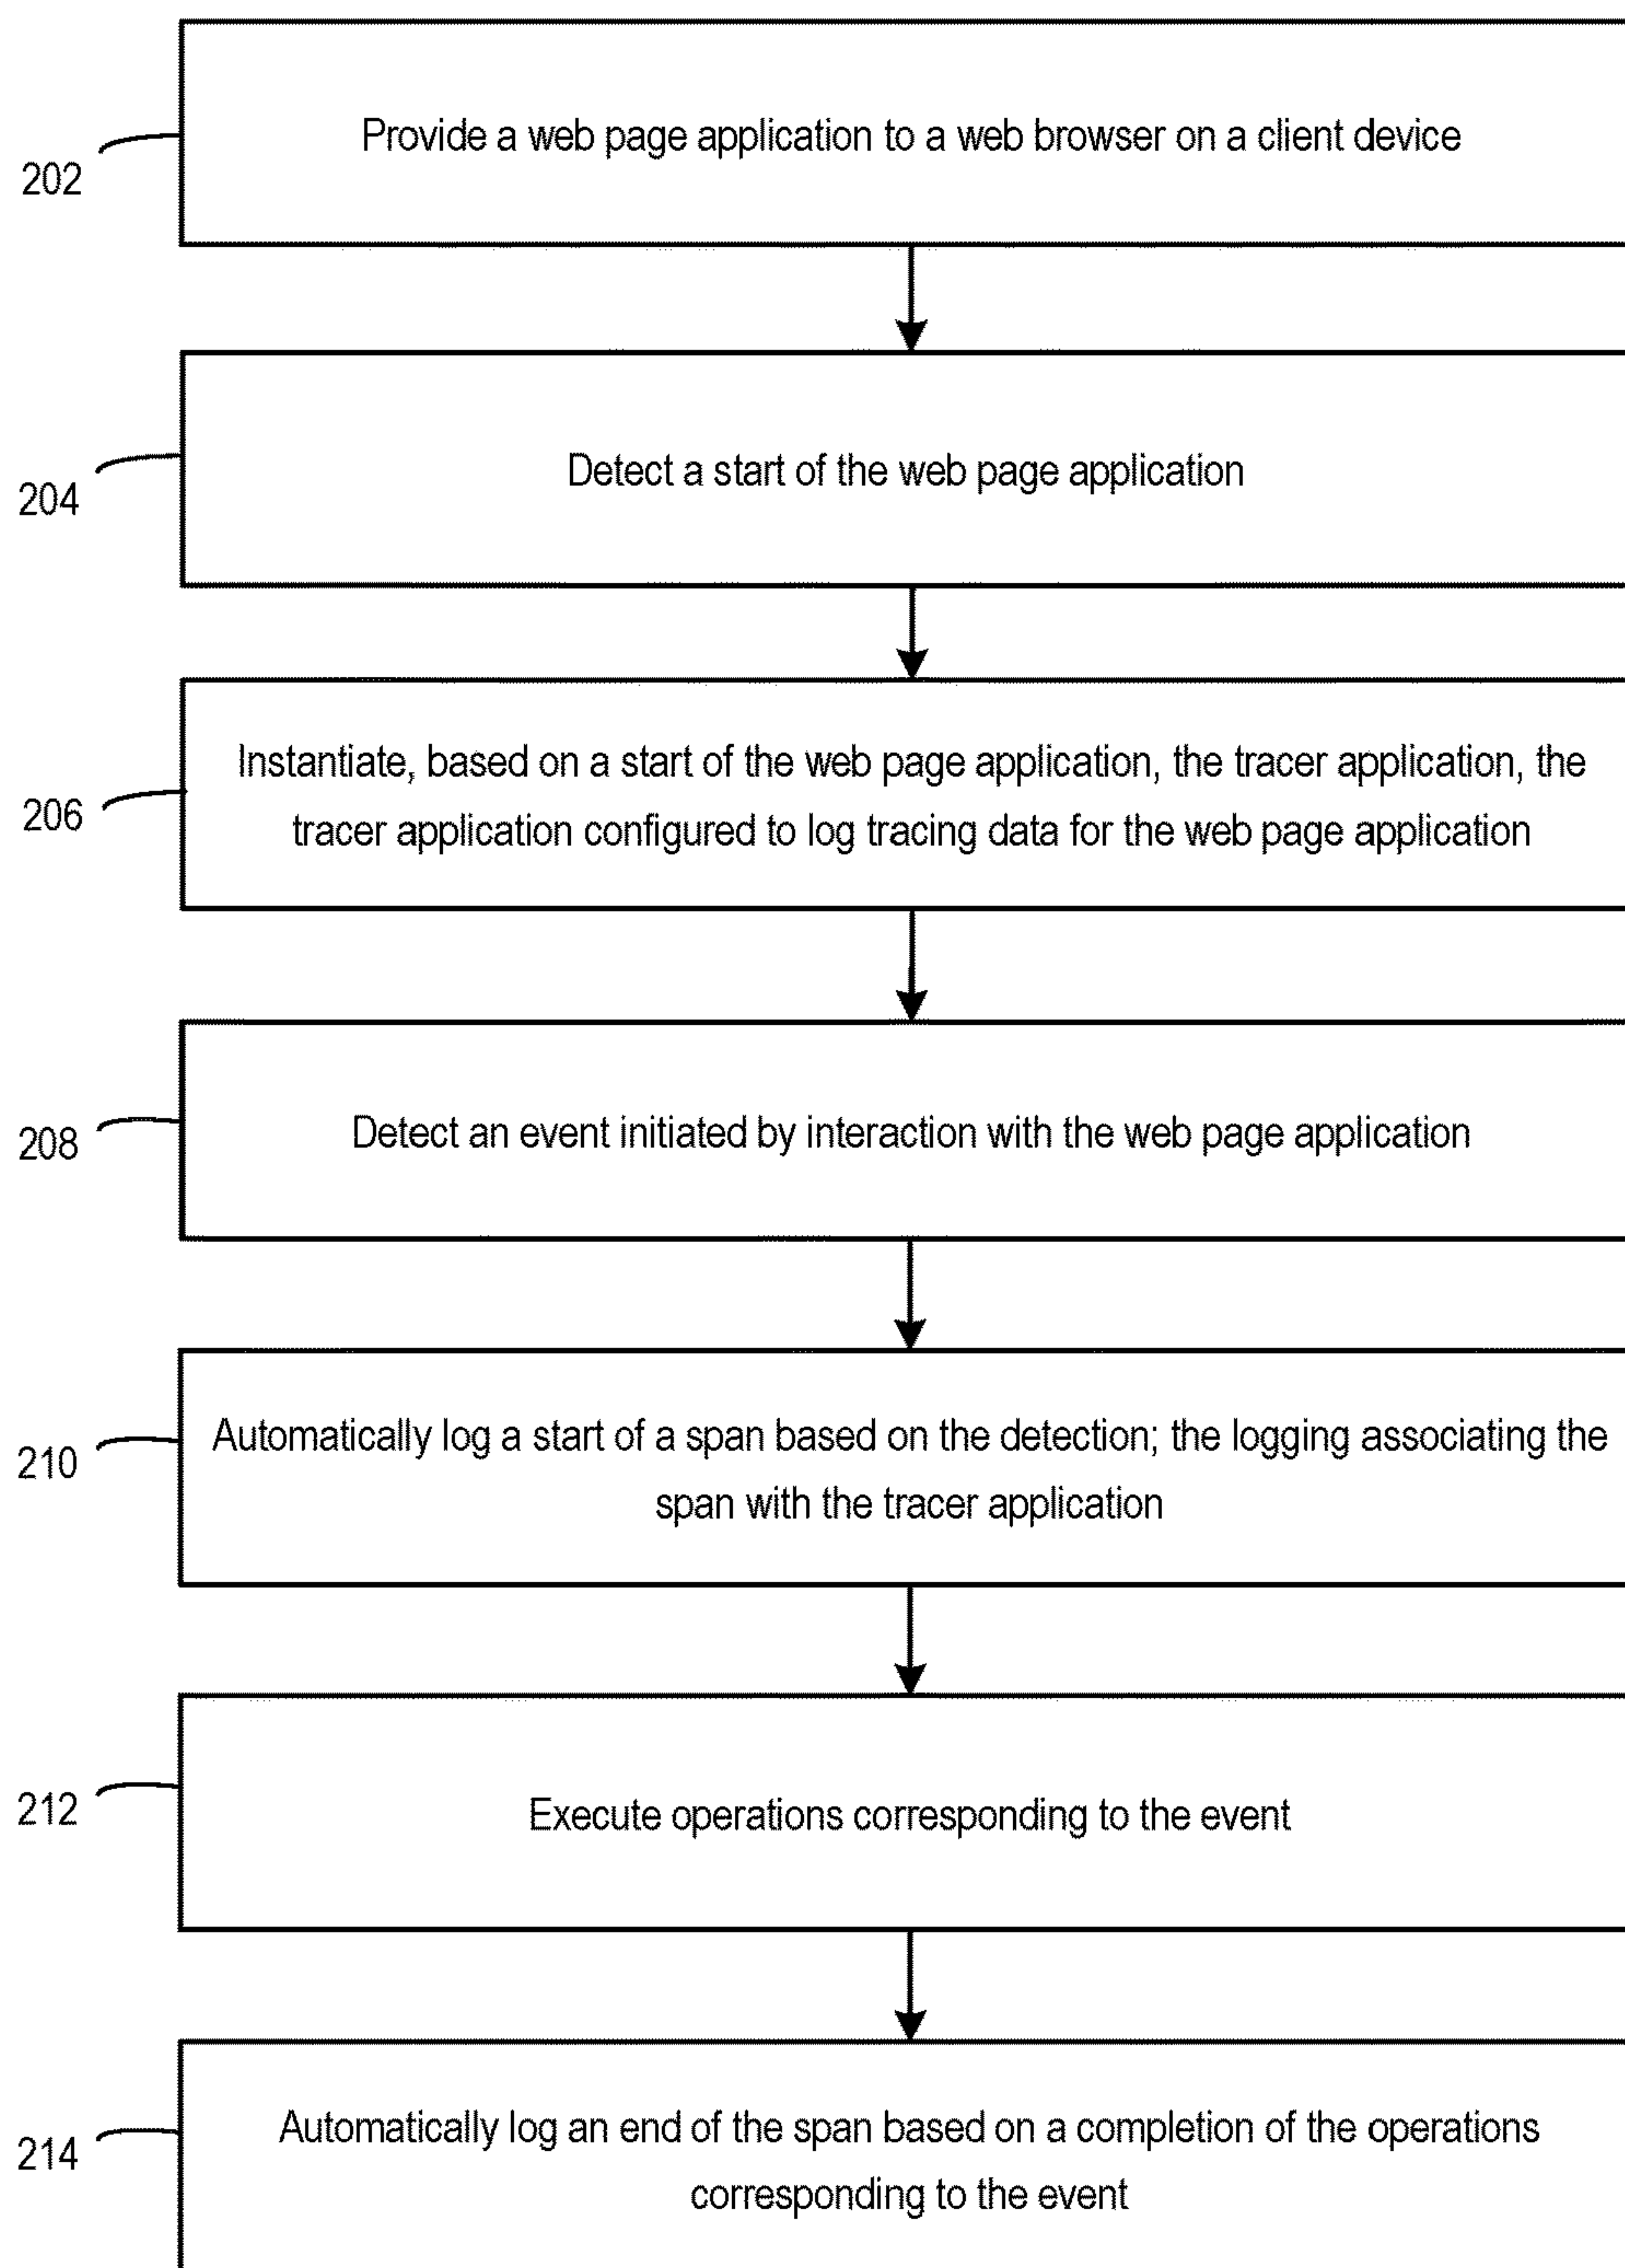 Provide a web page application to a web browser on a client device
202
Detect a start of the web page application
204
Instantiate, based on a start of the web page application, the tracer application, the
tracer application configured to log tracing data for the web page application
206
Detect an event initiated by interaction with the web page application
208
Automatically log a start of a span based on the detection; the logging associating the
span with the tracer application
210
Execute operations corresponding to the event
212
Automatically log an end of the span based on a completion of the operations
corresponding to the event
214